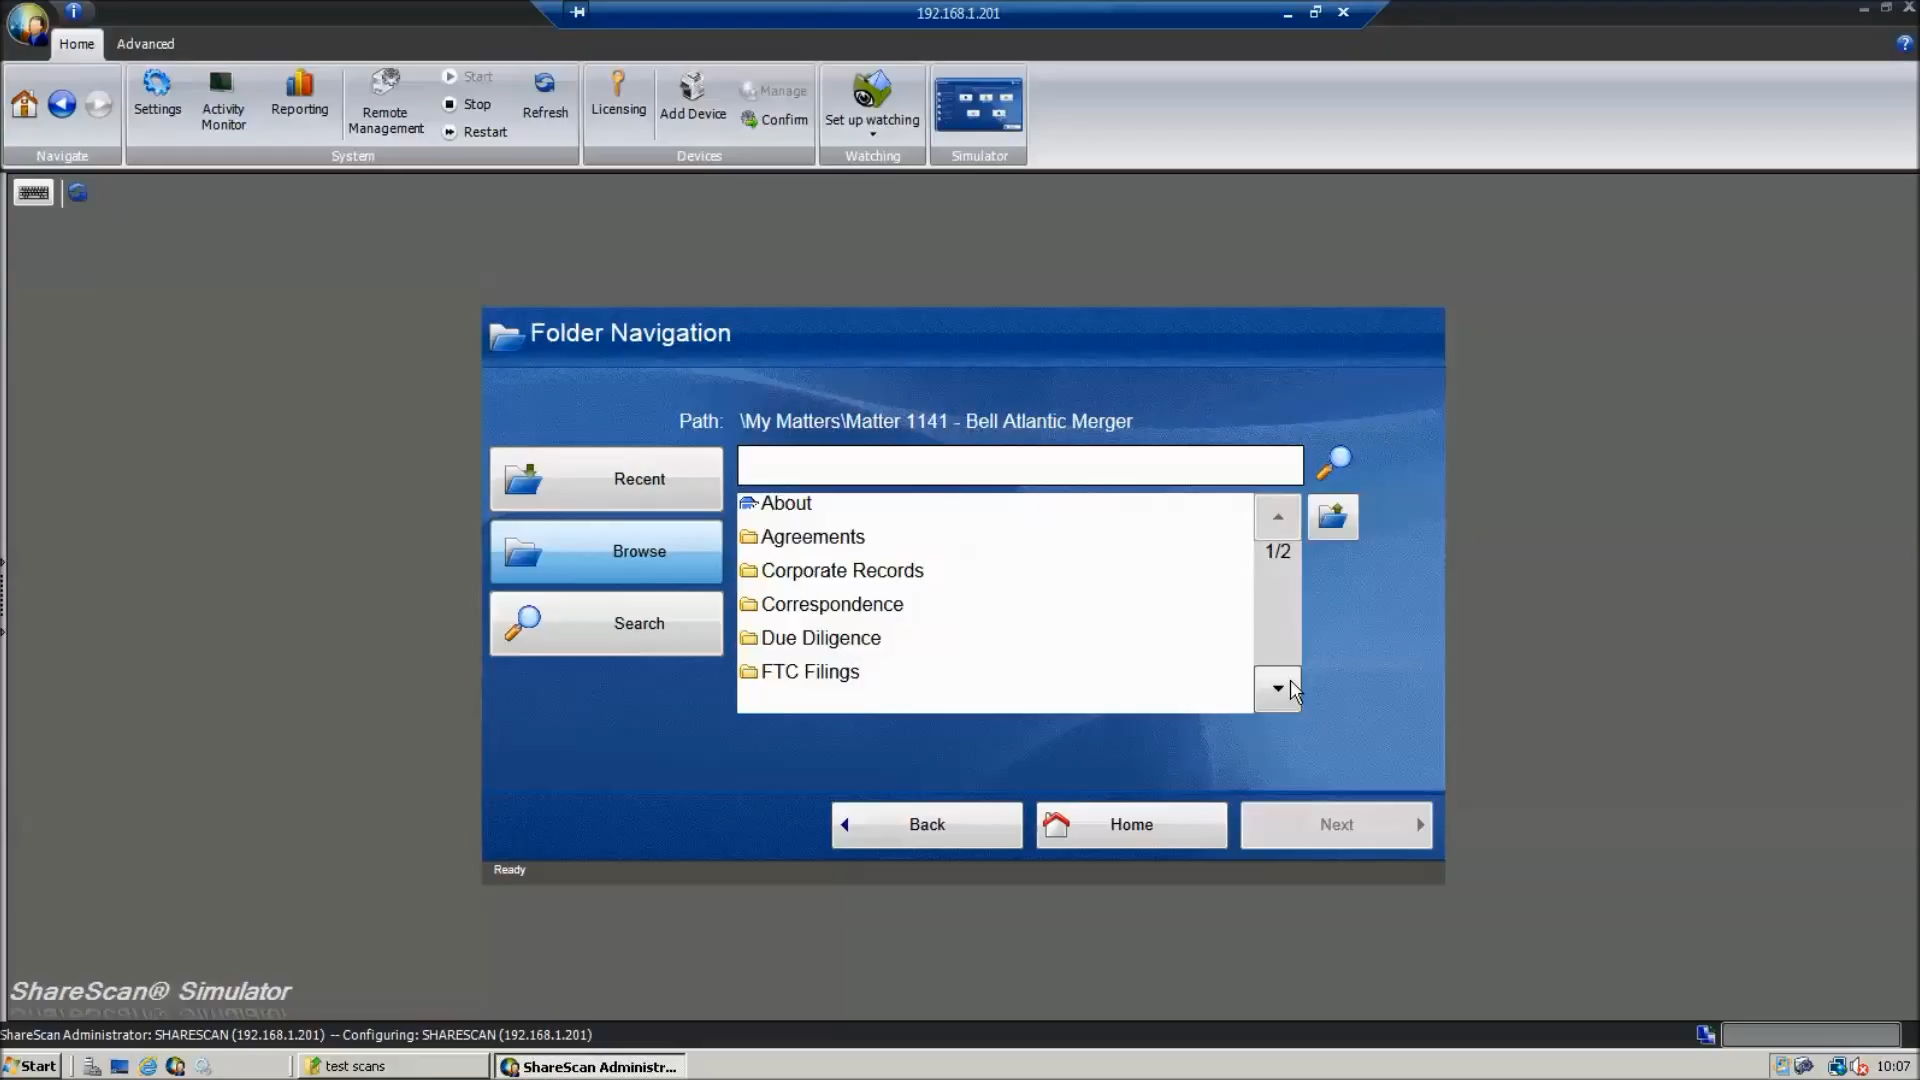 192.168.1.201
Home Advanced
Settings
Activity Monitor
Reporting
Remote Management
Start
Stop
Restart
Refresh
Licensing
Add Device
Manage
Confirm
Set up watching
Navigate System Devices Watching Simulator
Folder Navigation
Path: \My Matters\Matter 1141 - Bell Atlantic Merger
Recent
Browse
Search
About
Agreements
Corporate Records
Correspondence
Due Diligence
FTC Filings
1/2
Back Home Next
Ready
ShareScan® Simulator
ShareScan Administrator: SHARESCAN (192.168.1.201) -- Configuring: SHARESCAN (192.168.1.201)
Start test scans ShareScan Administr... 10:07